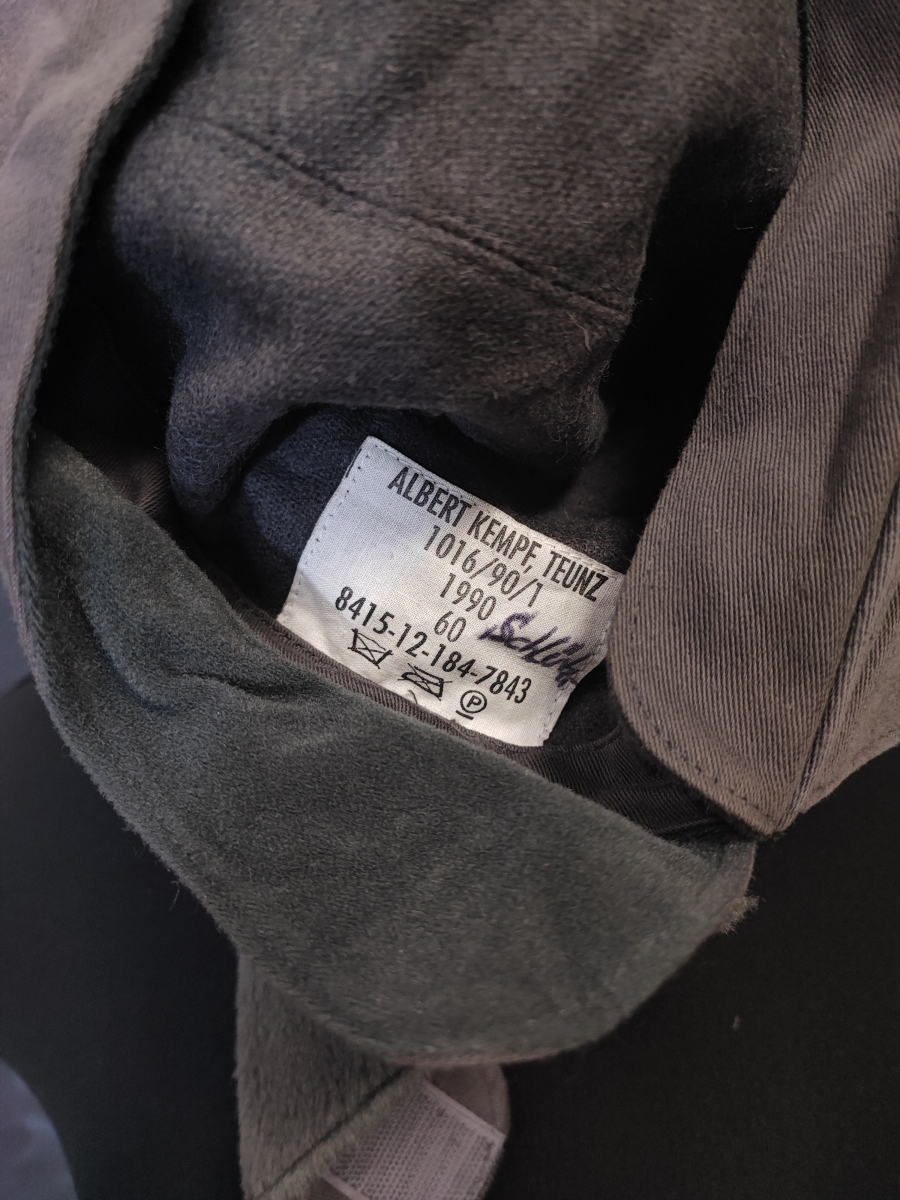 ALBERT KEMPF, TEUNZ
1016/90/1
1990
60
8415-12-184-7843
P